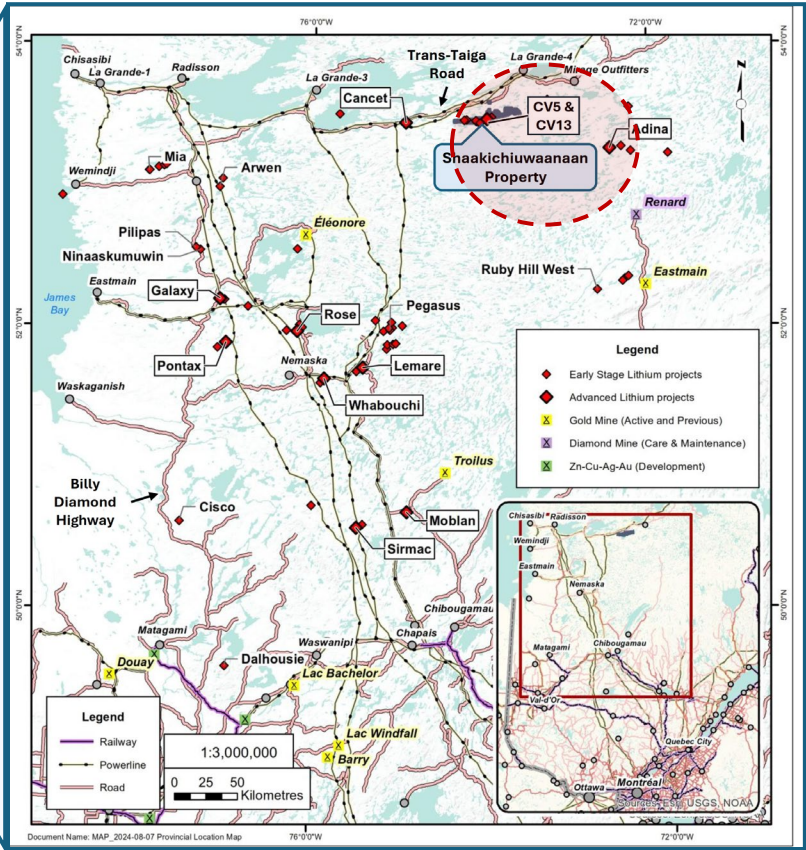 76°0'0"W
72°0'0"W
54°0'0"N
54°0'0"N
Chisasibi
La Grande-1
Radisson
La Grande-3
Trans-Taiga
Road
La Grande-4
Mirage Outfitters
N
Cancet
CV5 &
CV13
Adina
Shaakichiuwaanaan
Property
Mia
Arwen
Wemindji
Renard
Éléonore
Pilipas
Ninaaskumuwin
Ruby Hill West
Eastmain
Eastmain
Galaxy
James
Bay
Rose
Pegasus
52°0'0"N
52°0'0"N
Pontax
Nemaska
Lemare
Whabouchi
Waskaganish
Legend
Early Stage Lithium projects
Advanced Lithium projects
Gold Mine (Active and Previous)
Diamond Mine (Care & Maintenance)
Zn-Cu-Ag-Au (Development)
Troilus
Billy
Diamond
Highway
Cisco
Moblan
Sirmac
50°0'0"N
50°0'0"N
Chibougamau
Matagami
Waswanipi
Chapais
Douay
Dalhousie
Lac Bachelor
Lac Windfall
Barry
Legend
Railway
Powerline
Road
1:3,000,000
0 25 50
Kilometres
Chisasibi
Radisson
Wemindji
Eastmain
Nemaska
Matagami
Chibougamau
Val-d'Or
Quebec City
Ottawa
Montréal
Sources: Esri, USGS, NOAA
Document Name: MAP_2024-08-07 Provincial Location Map
76°0'0"W
72°0'0"W